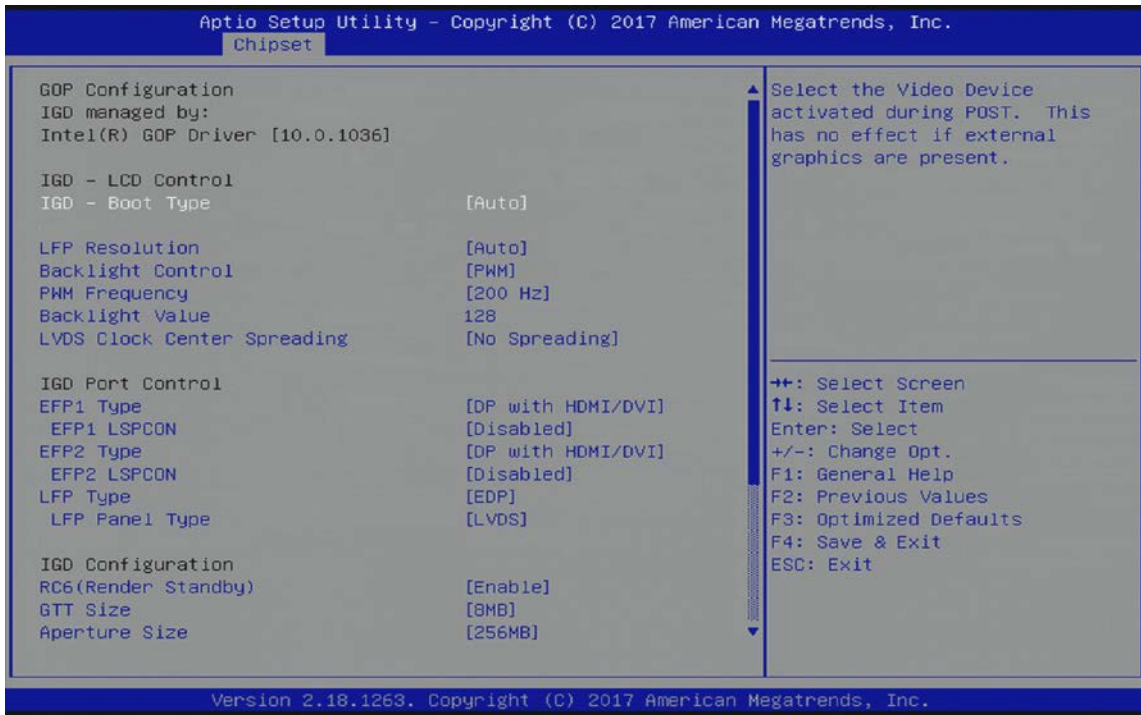 Aptio Setup Utility – Copyright (C) 2017 American Megatrends, Inc.
Chipset
GOP Configuration
IGD managed by:
Intel(R) GOP Driver [10.0.1036]
IGD - LCD Control
IGD - Boot Type [Auto]
LFP Resolution [Auto]
Backlight Control [PWM]
PWM Frequency [200 Hz]
Backlight Value 128
LVDS Clock Center Spreading [No Spreading]
IGD Port Control
EFP1 Type [DP with HDMI/DVI]
EFP1 LSPCON [Disabled]
EFP2 Type [DP with HDMI/DVI]
EFP2 LSPCON [Disabled]
LFP Type [EDP]
LFP Panel Type [LVDS]
IGD Configuration
RC6(Render Standby) [Enable]
GTT Size [8MB]
Aperture Size [256MB]
Select the Video Device
activated during POST. This
has no effect if external
graphics are present.
→←: Select Screen
↑↓: Select Item
Enter: Select
+/-: Change Opt.
F1: General Help
F2: Previous Values
F3: Optimized Defaults
F4: Save & Exit
ESC: Exit
Version 2.18.1263. Copyright (C) 2017 American Megatrends, Inc.